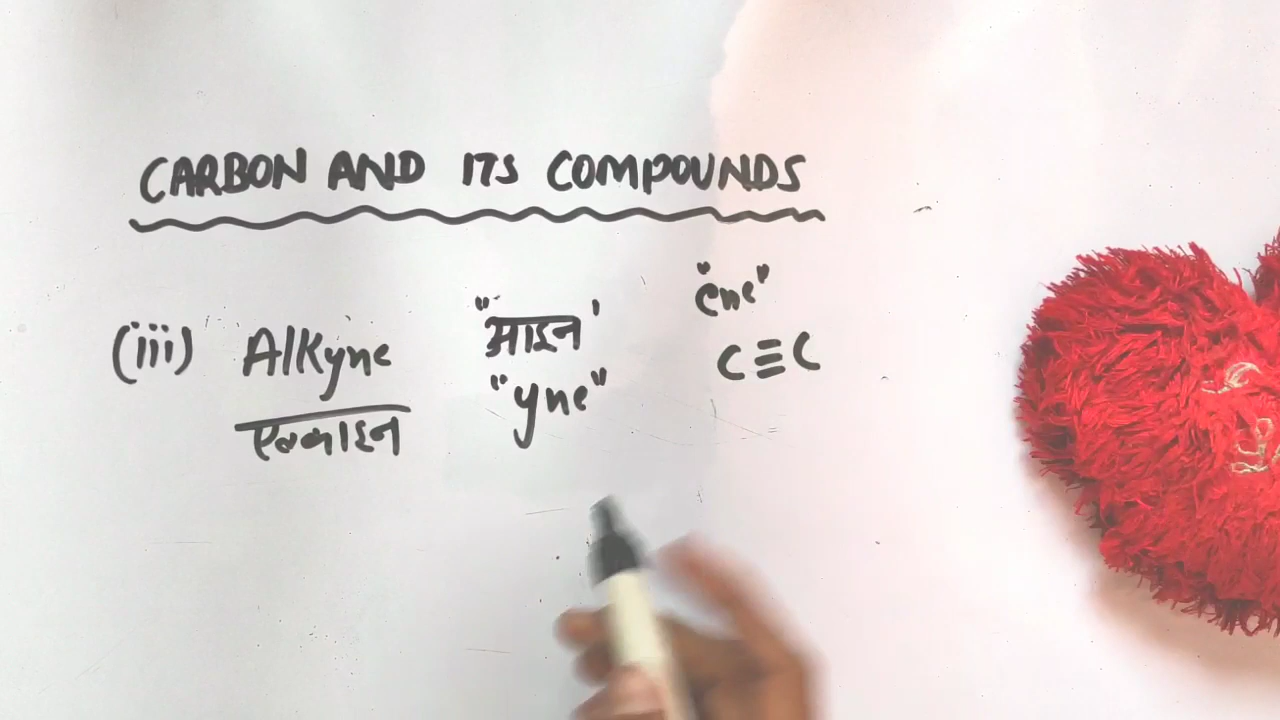 CARBON AND ITS COMPOUNDS
(iii) Alkyne "आइन' "ene"
"yne" C≡C
एल्काइन